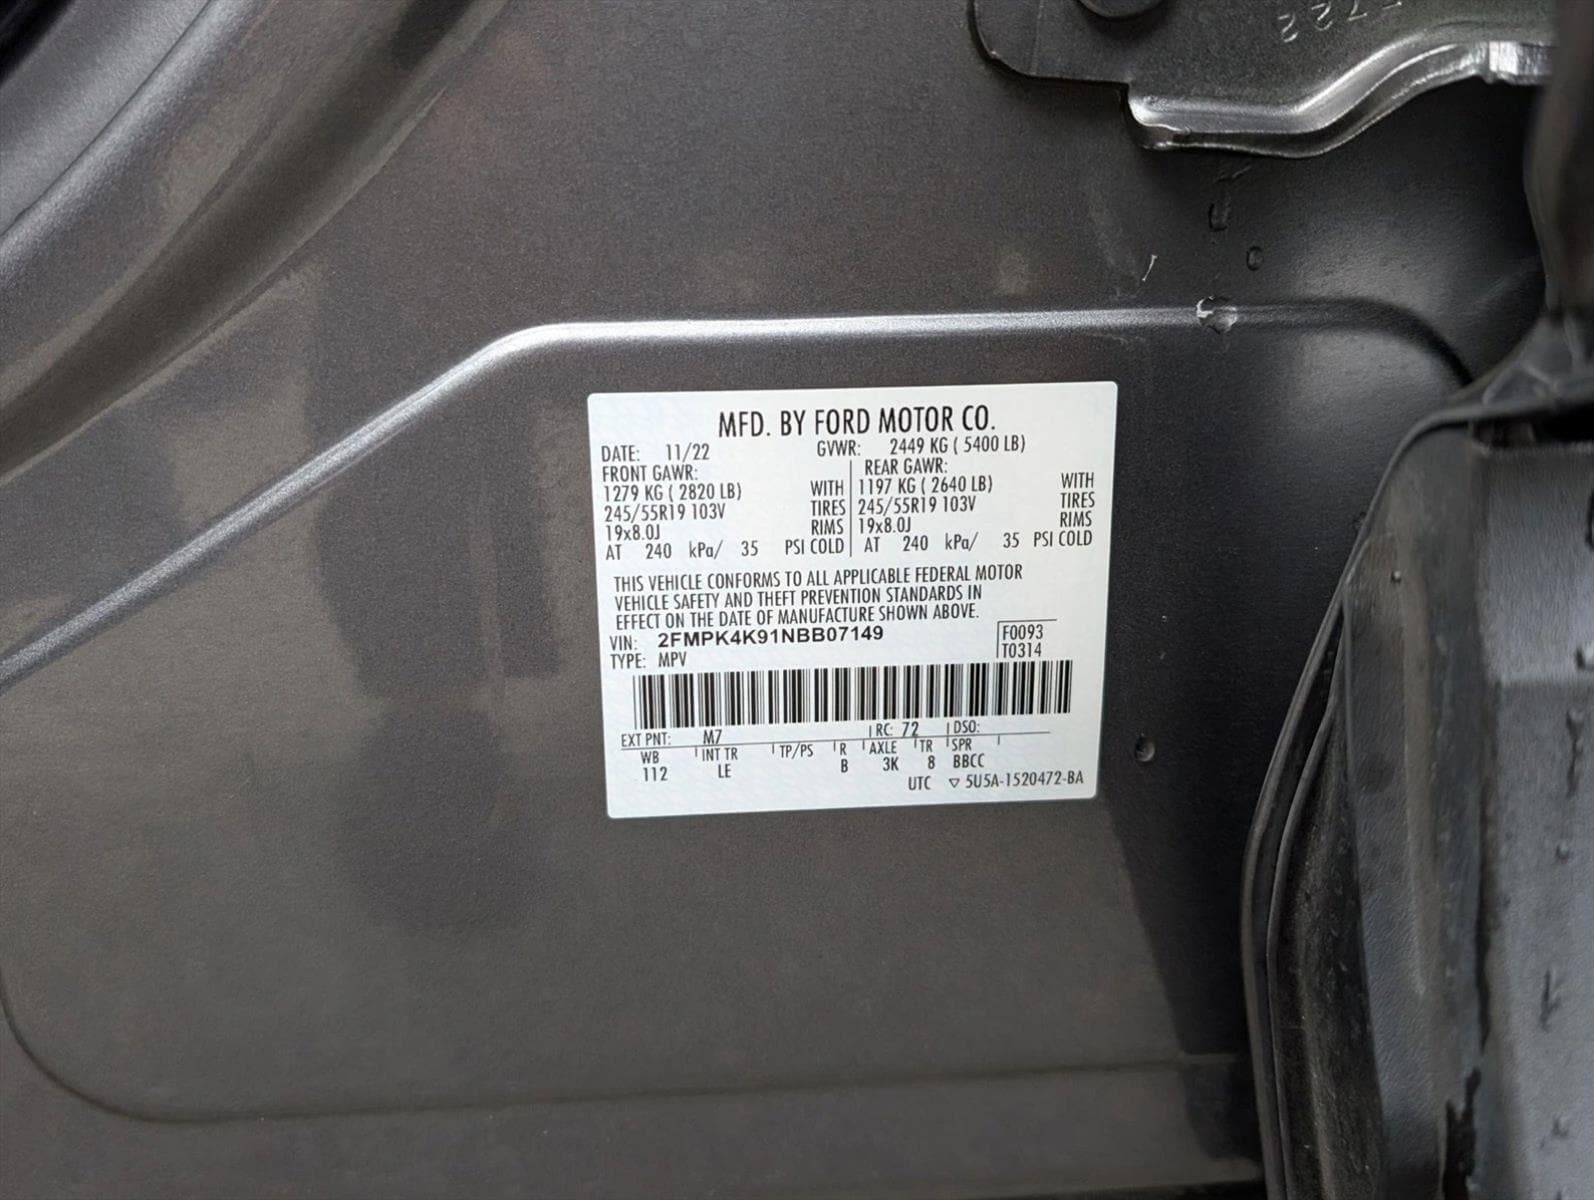 5722
MFD. BY FORD MOTOR CO.
DATE: 11/22 GVWR: 2449 KG ( 5400 LB)
FRONT GAWR: REAR GAWR:
1279 KG ( 2820 LB) WITH 1197 KG ( 2640 LB) WITH
245/55R19 103V TIRES 245/55R19 103V TIRES
19x8.0J RIMS 19x8.0J RIMS
AT 240 kPa/ 35 PSI COLD AT 240 kPa/ 35 PSI COLD
THIS VEHICLE CONFORMS TO ALL APPLICABLE FEDERAL MOTOR
VEHICLE SAFETY AND THEFT PREVENTION STANDARDS IN
EFFECT ON THE DATE OF MANUFACTURE SHOWN ABOVE.
VIN: 2FMPK4K91NBB07149 F0093
TYPE: MPV T0314
EXT PNT: M7 RC: 72 DSO:
WB INT TR TP/PS R AXLE TR SPR
112 LE B 3K 8 BBCC
UTC ▽ 5U5A-1520472-BA